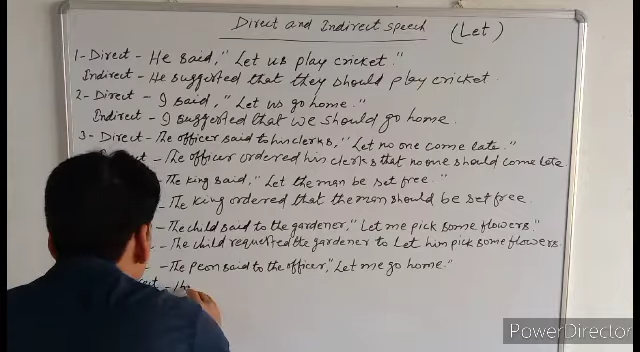 Direct and Indirect speech (Let)
1- Direct - He said, " Let us play cricket. "
Indirect - He suggested that they should play cricket.
2- Direct - I said, " Let us go home. "
Indirect - I suggested that we should go home.
3- Direct - The officer said to his clerks, " Let no one come late. "
- The officer ordered his clerks that no one should come late
- The king said, " Let the man be set free. "
- The king ordered that the man should be set free.
- The child said to the gardener, " Let me pick some flowers. "
- The child requested the gardener to let him pick some flowers.
- The peon said to the officer, " Let me go home. "
PowerDirector